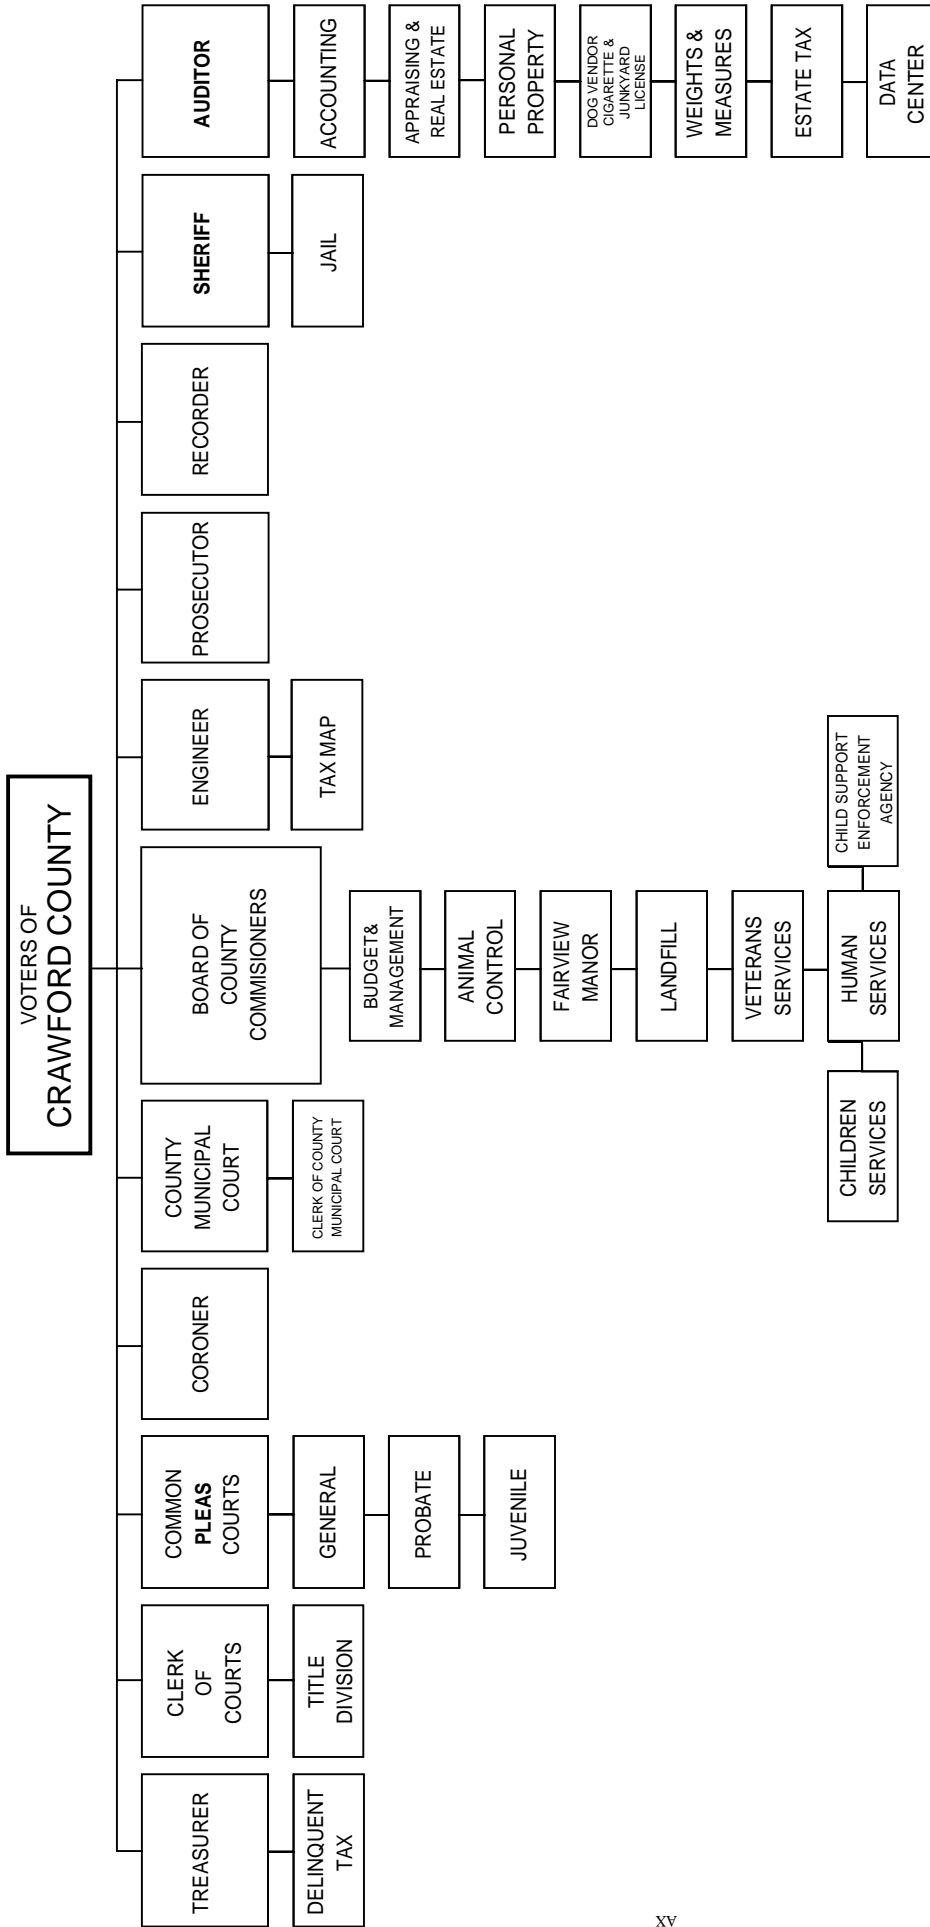 VOTERS OF
CRAWFORD COUNTY
TREASURER
DELINQUENT
TAX
CLERK
OF
COURTS
TITLE
DIVISION
COMMON
PLEAS
COURTS
GENERAL
PROBATE
JUVENILE
CORONER
COUNTY
MUNICIPAL
COURT
CLERK OF COUNTY
MUNICIPAL COURT
BOARD OF
COUNTY
COMMISIONERS
BUDGET&
MANAGEMENT
ANIMAL
CONTROL
FAIRVIEW
MANOR
LANDFILL
VETERANS
SERVICES
CHILDREN
SERVICES
HUMAN
SERVICES
CHILD SUPPORT
ENFORCEMENT
AGENCY
ENGINEER
TAX MAP
PROSECUTOR
RECORDER
SHERIFF
JAIL
AUDITOR
ACCOUNTING
APPRAISING &
REAL ESTATE
PERSONAL
PROPERTY
DOG VENDOR
CIGARETTE &
JUNKYARD
LICENSE
WEIGHTS &
MEASURES
ESTATE TAX
DATA
CENTER
XV